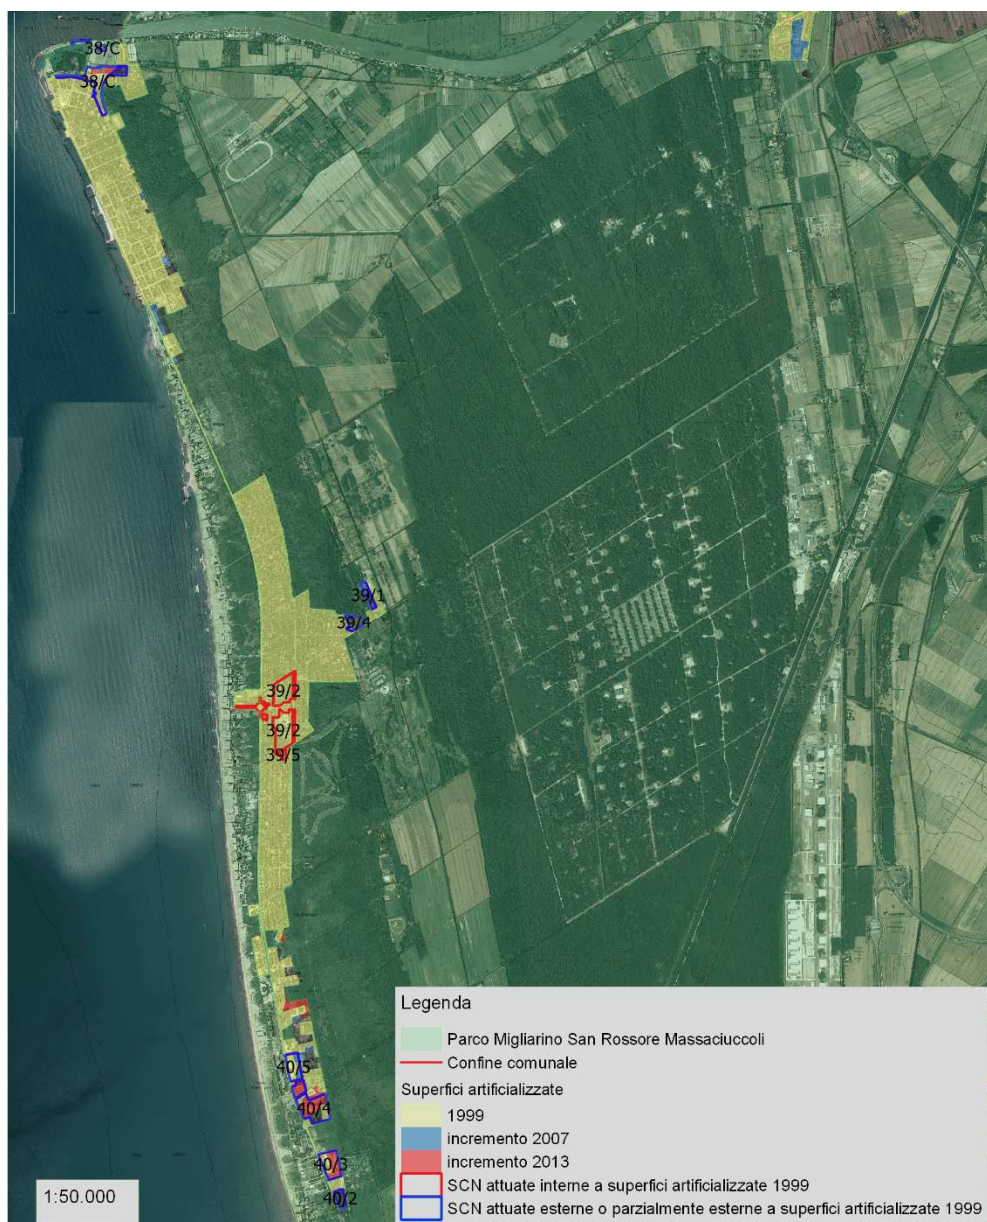 38/C
38/C
39/1
39/4
39/2
39/2
39/5
40/5
40/4
40/3
40/2
1:50.000
Legenda
Parco Migliarino San Rossore Massaciuccoli
Confine comunale
Superfici artificializzate
1999
incremento 2007
incremento 2013
SCN attuate interne a superfici artificializzate 1999
SCN attuate esterne o parzialmente esterne a superfici artificializzate 1999